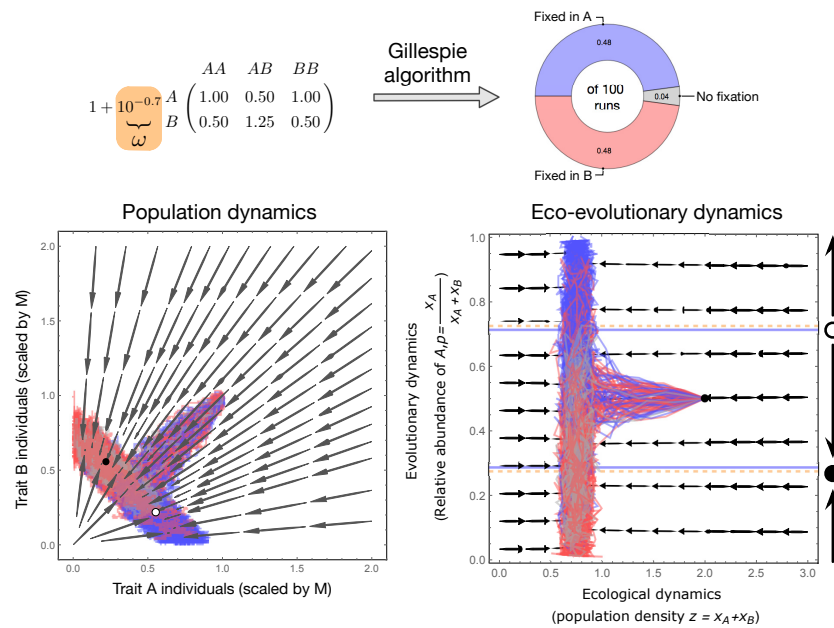 Fixed in A
0.48
Gillespie
algorithm
AA AB BB
1 + 10^{-0.7} A 1.00 0.50 1.00
B 0.50 1.25 0.50
ω
of 100
runs
0.04
No fixation
0.48
Fixed in B
Population dynamics
2.0
1.5
1.0
0.5
0.0
Trait B individuals (scaled by M)
0.0 0.5 1.0 1.5 2.0
Trait A individuals (scaled by M)
Eco-evolutionary dynamics
1.0
0.8
0.6
0.4
0.2
0.0
Evolutionary dynamics
(Relative abundance of A, p = x_A / x_A + x_B)
0.0 0.5 1.0 1.5 2.0 2.5 3.0
Ecological dynamics
(population density z = x_A+x_B)